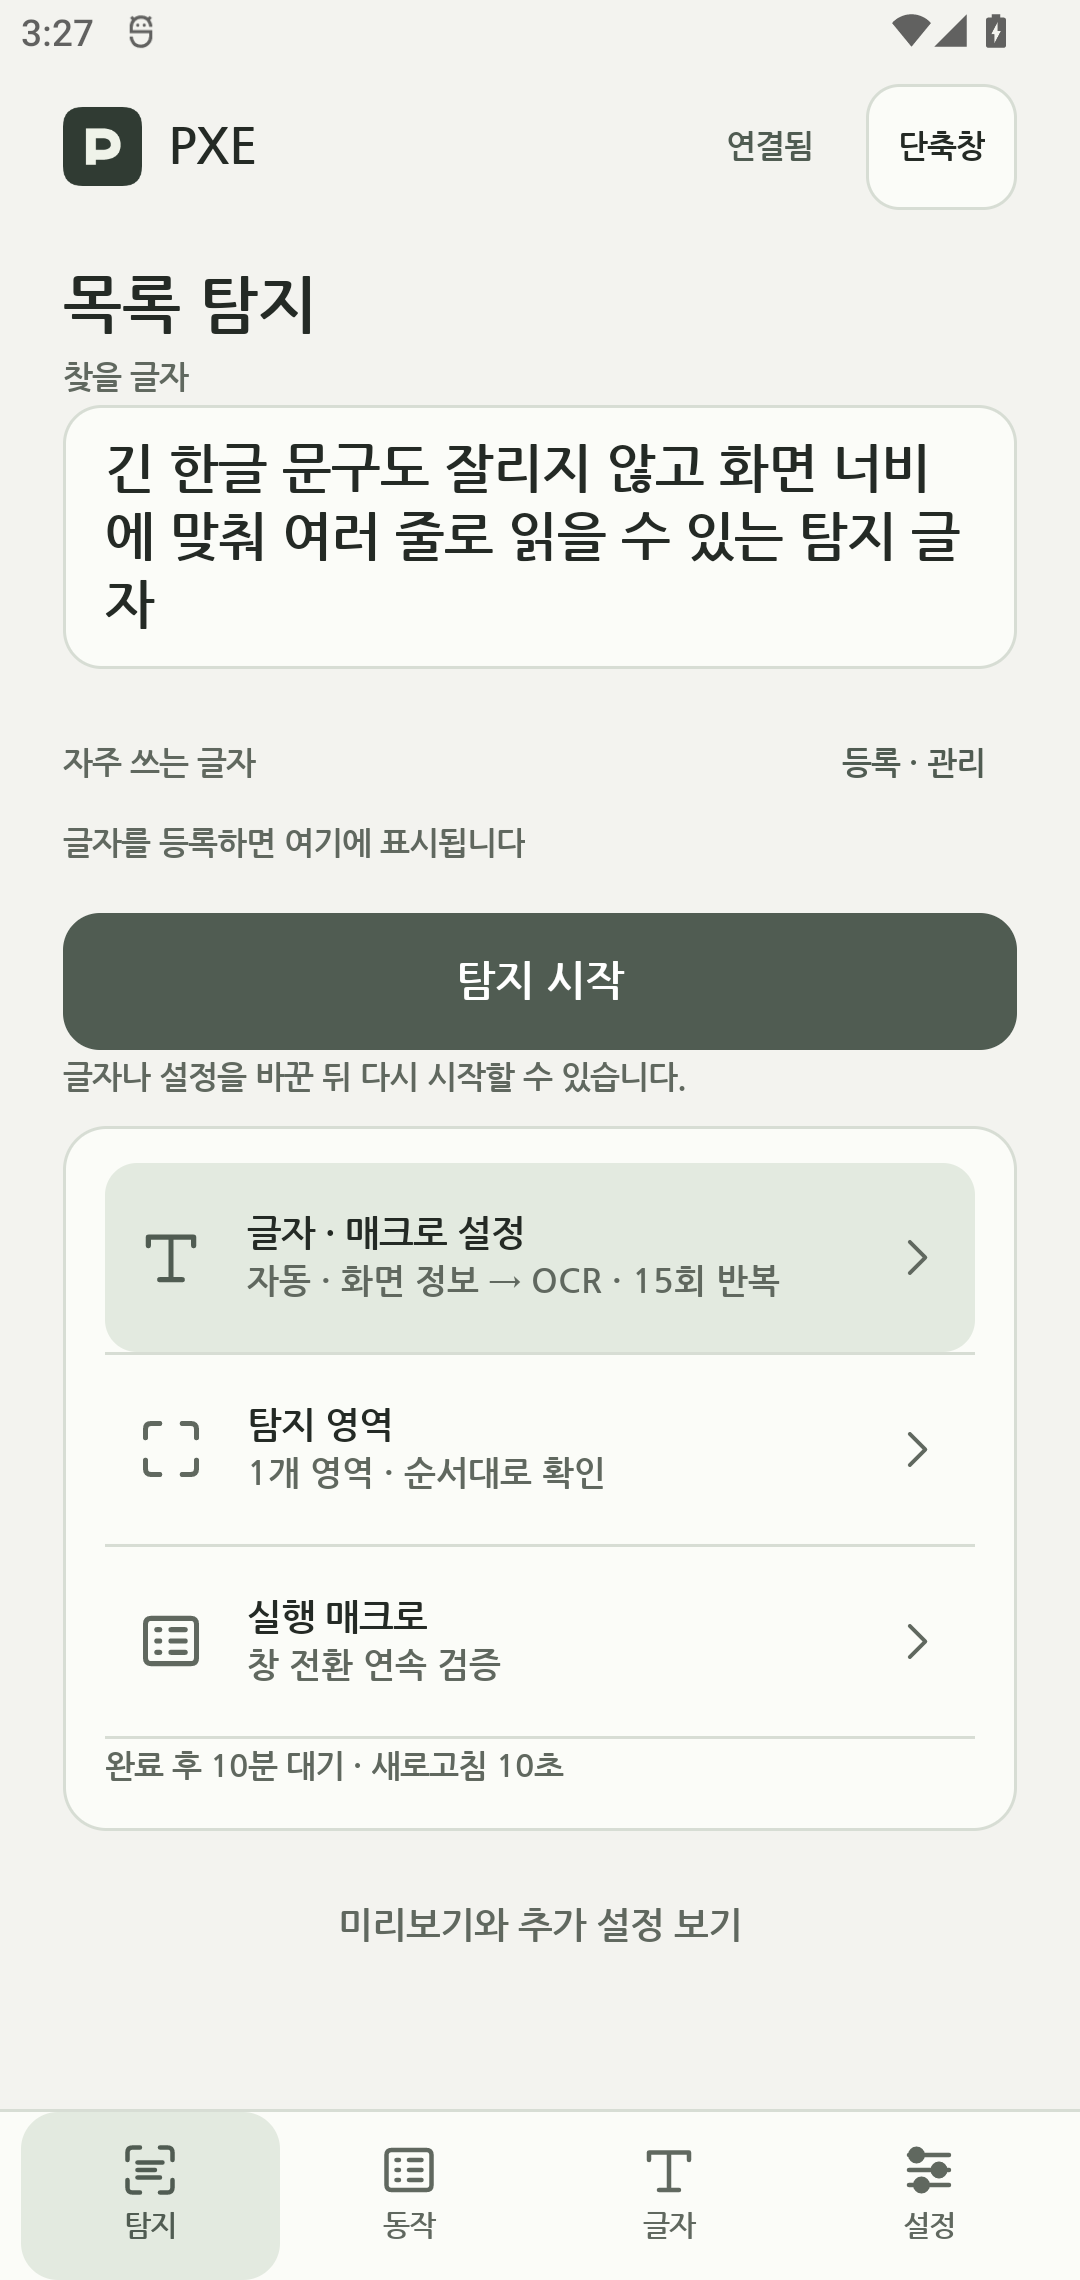 3:27
P PXE 연결됨 단축창
목록 탐지
찾을 글자
긴 한글 문구도 잘리지 않고 화면 너비
에 맞춰 여러 줄로 읽을 수 있는 탐지 글
자
자주 쓰는 글자 등록 · 관리
글자를 등록하면 여기에 표시됩니다
탐지 시작
글자나 설정을 바꾼 뒤 다시 시작할 수 있습니다.
글자 · 매크로 설정
자동 · 화면 정보 → OCR · 15회 반복
탐지 영역
1개 영역 · 순서대로 확인
실행 매크로
창 전환 연속 검증
완료 후 10분 대기 · 새로고침 10초
미리보기와 추가 설정 보기
탐지 동작 글자 설정